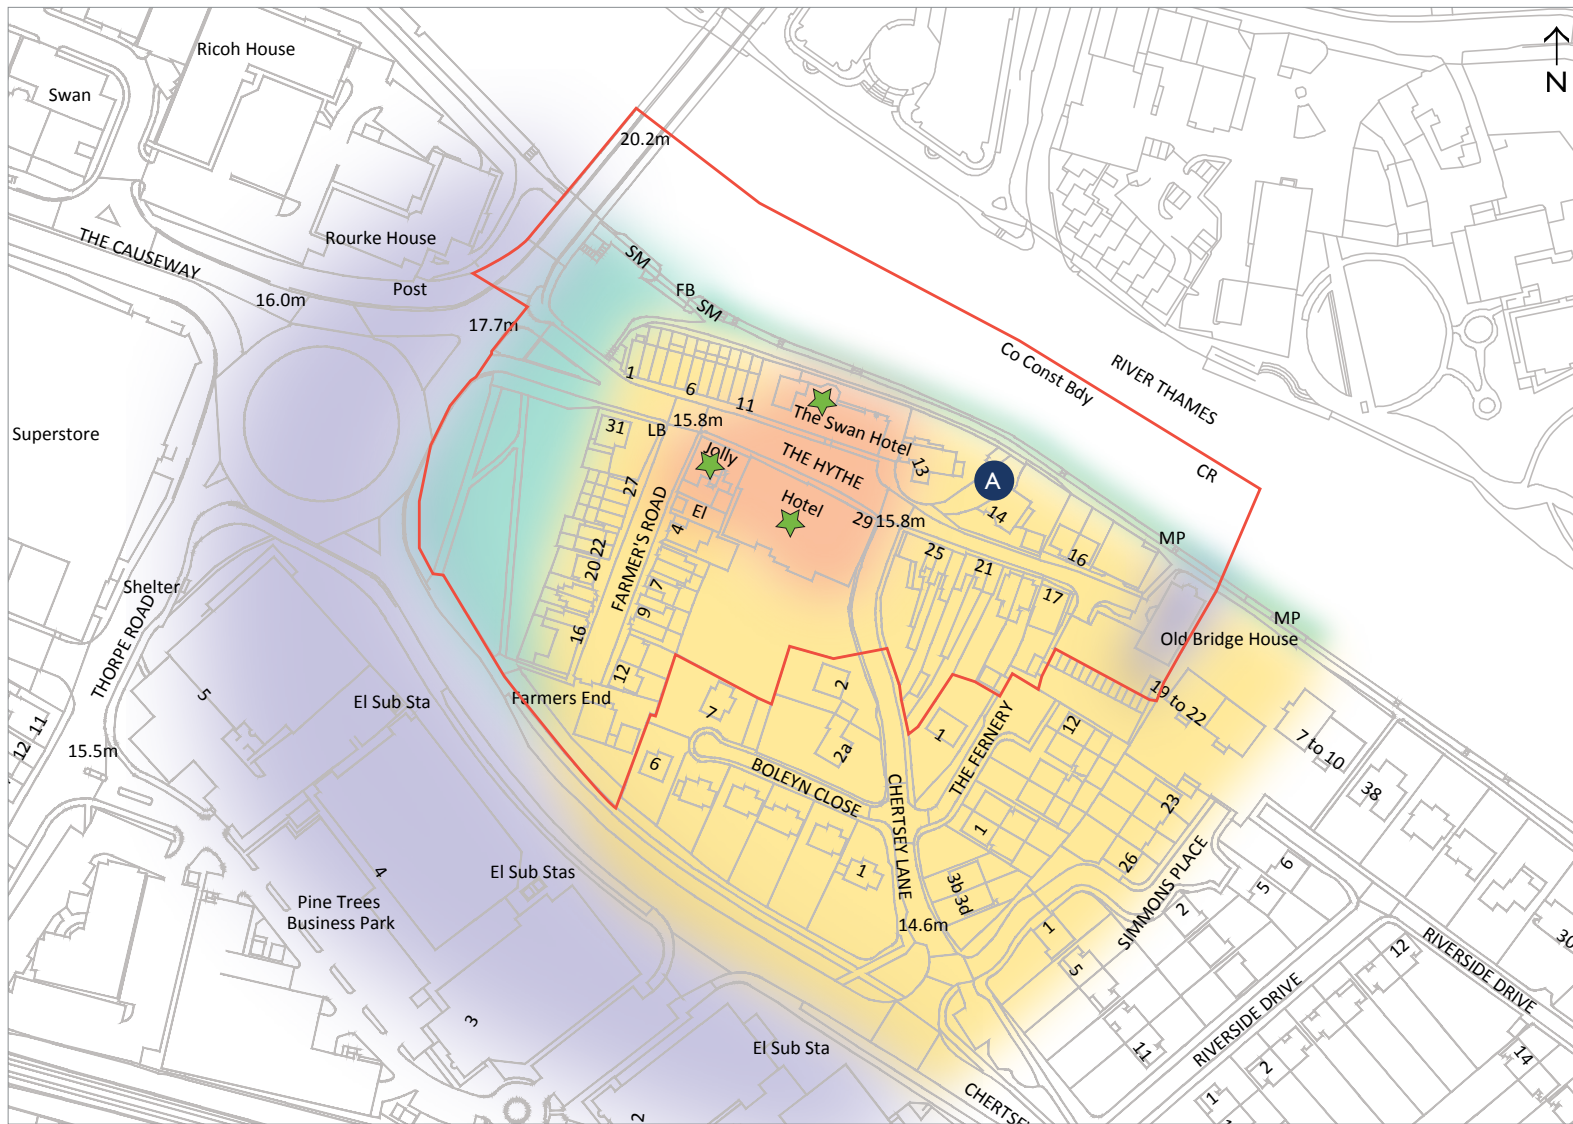 Ricoh House
N
Swan
20.2m
Rourke House
THE CAUSEWAY
SM
Post
FB
16.0m
SM
17.7m
Co Const Bdy
RIVER THAMES
1
6
11
The Swan Hotel
15.8m
31
LB
Superstore
Jolly
THE HYTHE
13
CR
A
27
Hotel
El
29
15.8m
14
4
25
16
MP
20 22
21
FARMER'S ROAD
7
17
Shelter
9
MP
16
Old Bridge House
THORPE ROAD
12
2
5
Farmers End
19 to 22
El Sub Sta
7
12
1
11
12
15.5m
2a
THE FERNERY
7 to 10
6
BOLEYN CLOSE
38
CHERTSEY LANE
23
1
26
SIMMONS PLACE
4
El Sub Stas
1
3b 3d
6
5
Pine Trees
Business Park
14.6m
1
2
5
12
RIVERSIDE DRIVE
30
RIVERSIDE DRIVE
3
El Sub Sta
11
2
14
1
2
CHERTSE
1